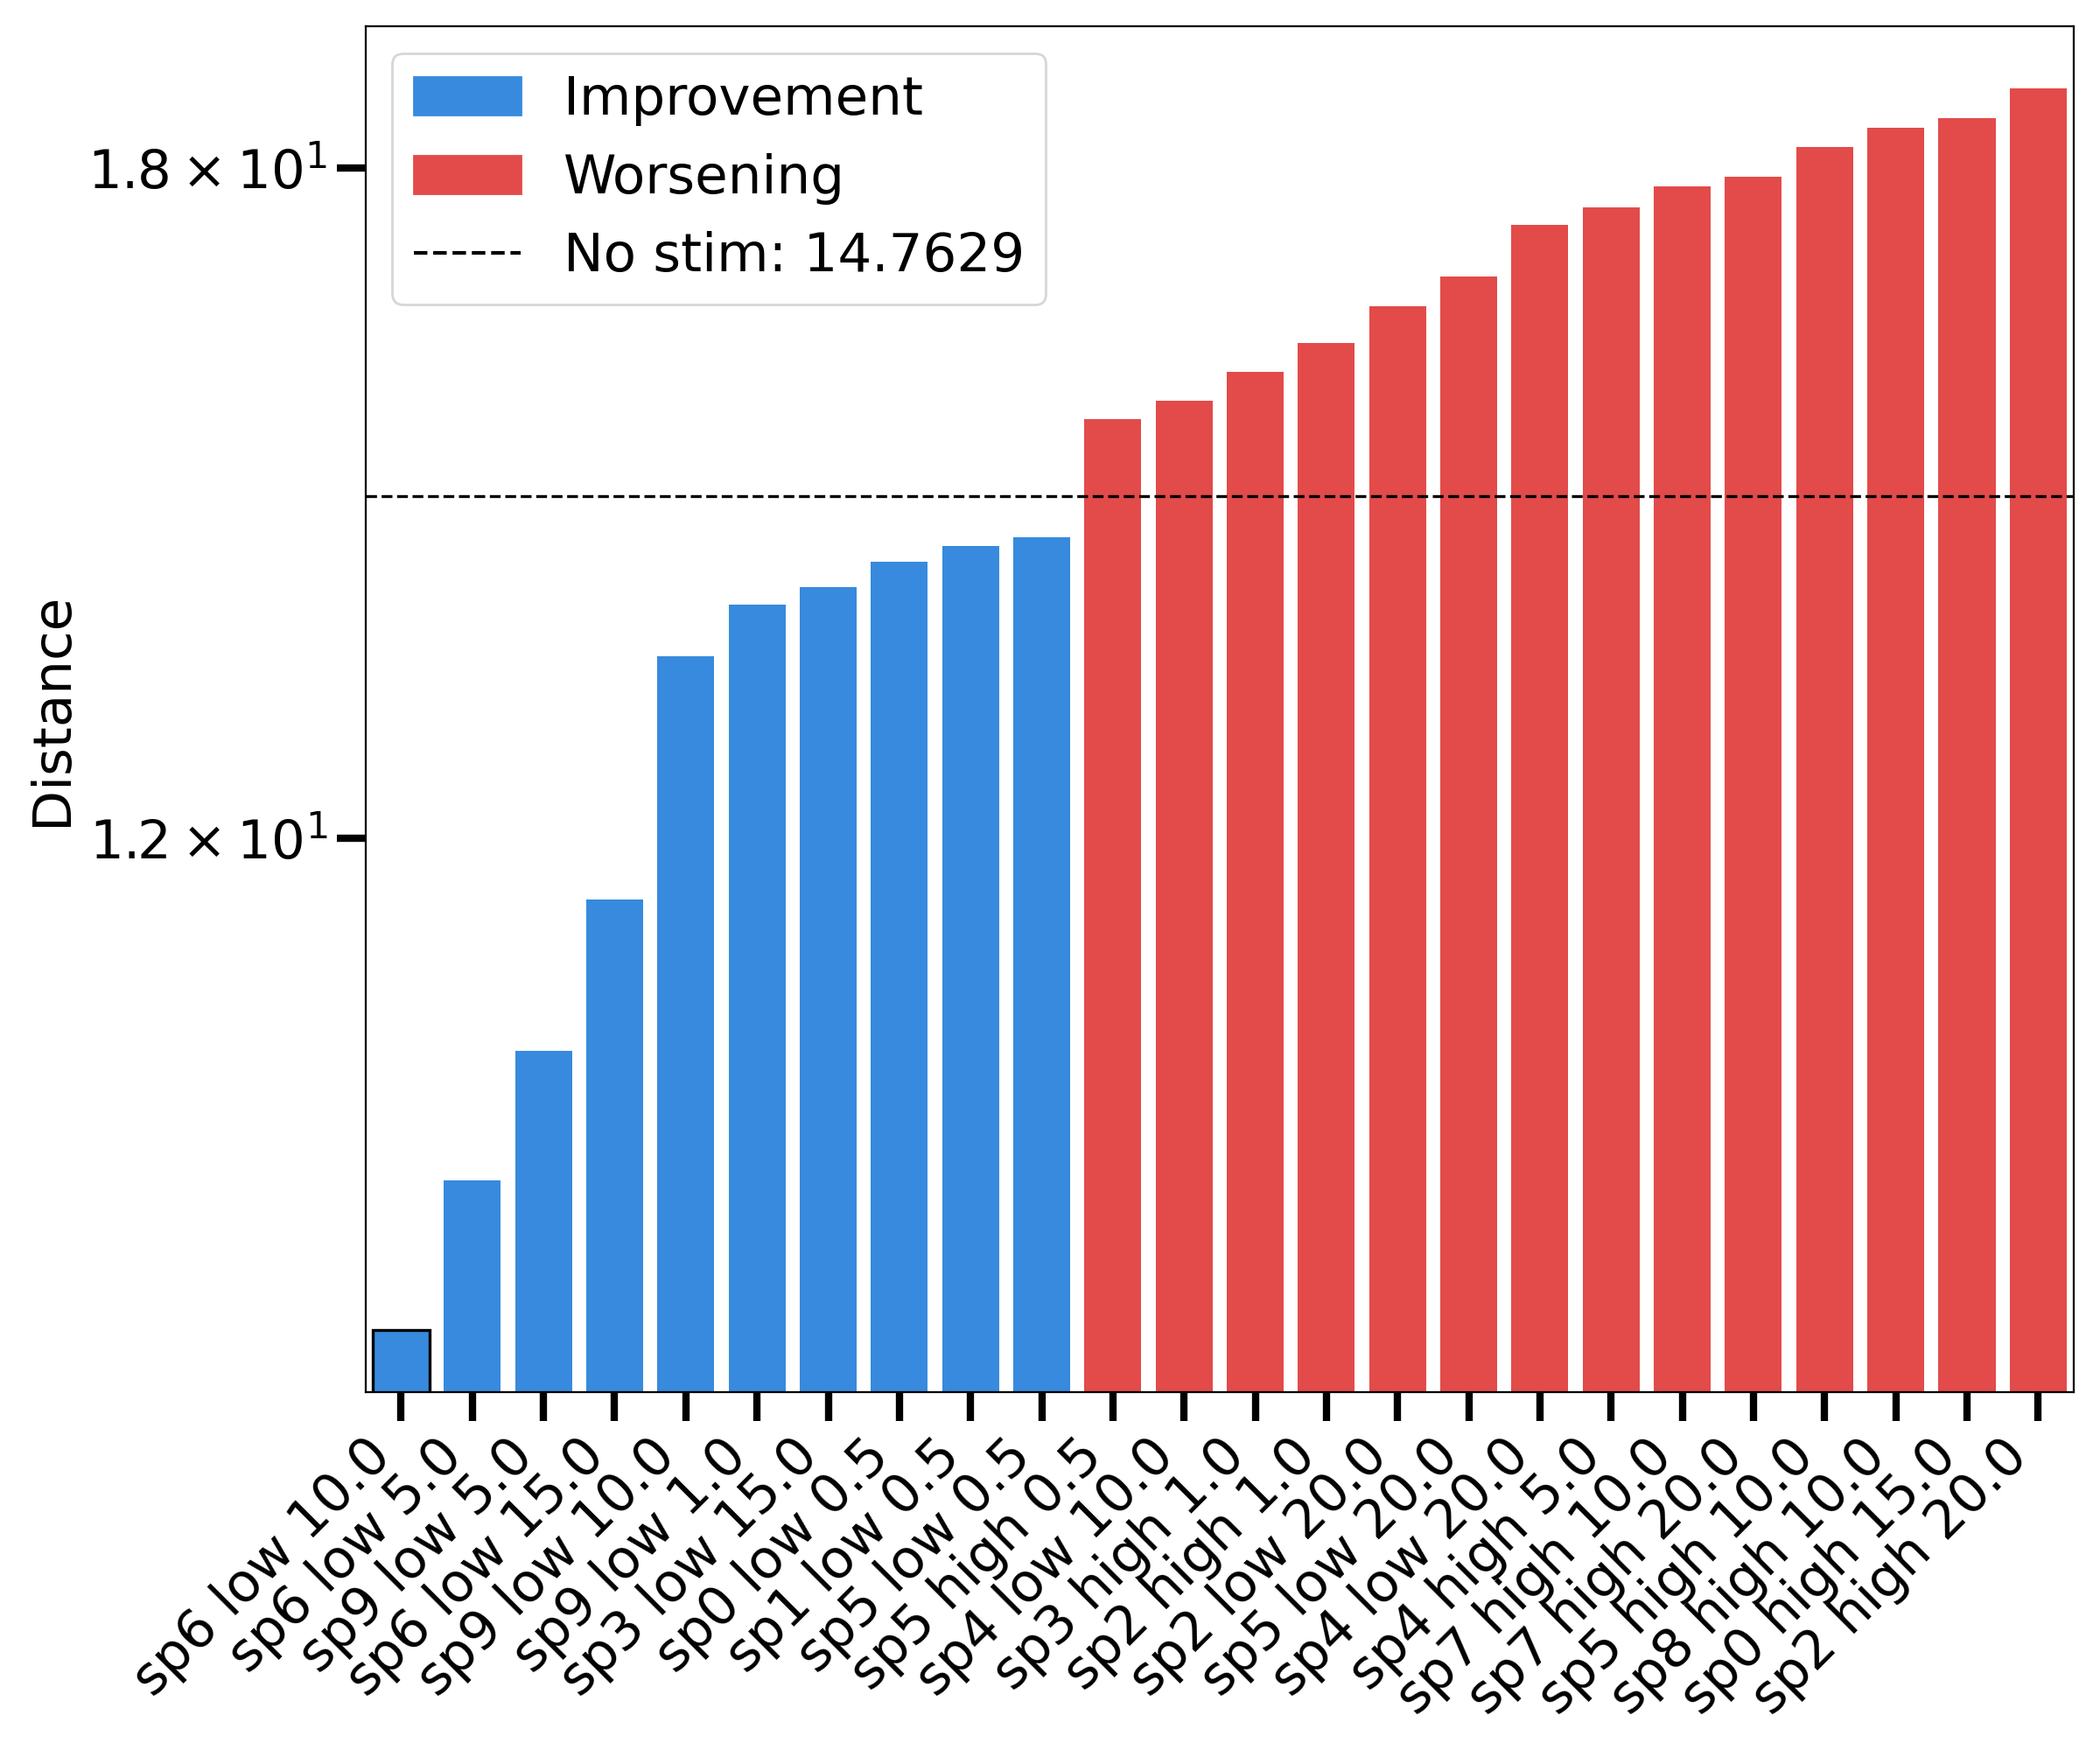 Improvement
Worsening
No stim: 14.7629
1.8 × 10¹
1.2 × 10¹
Distance
sp6 low 10.0
sp6 low 5.0
sp9 low 5.0
sp6 low 15.0
sp9 low 10.0
sp9 low 1.0
sp3 low 15.0
sp0 low 0.5
sp1 low 0.5
sp5 low 0.5
sp5 high 0.5
sp4 low 10.0
sp3 high 1.0
sp2 high 1.0
sp2 low 20.0
sp5 low 20.0
sp4 low 20.0
sp4 high 5.0
sp7 high 10.0
sp7 high 20.0
sp5 high 10.0
sp8 high 10.0
sp0 high 15.0
sp2 high 20.0